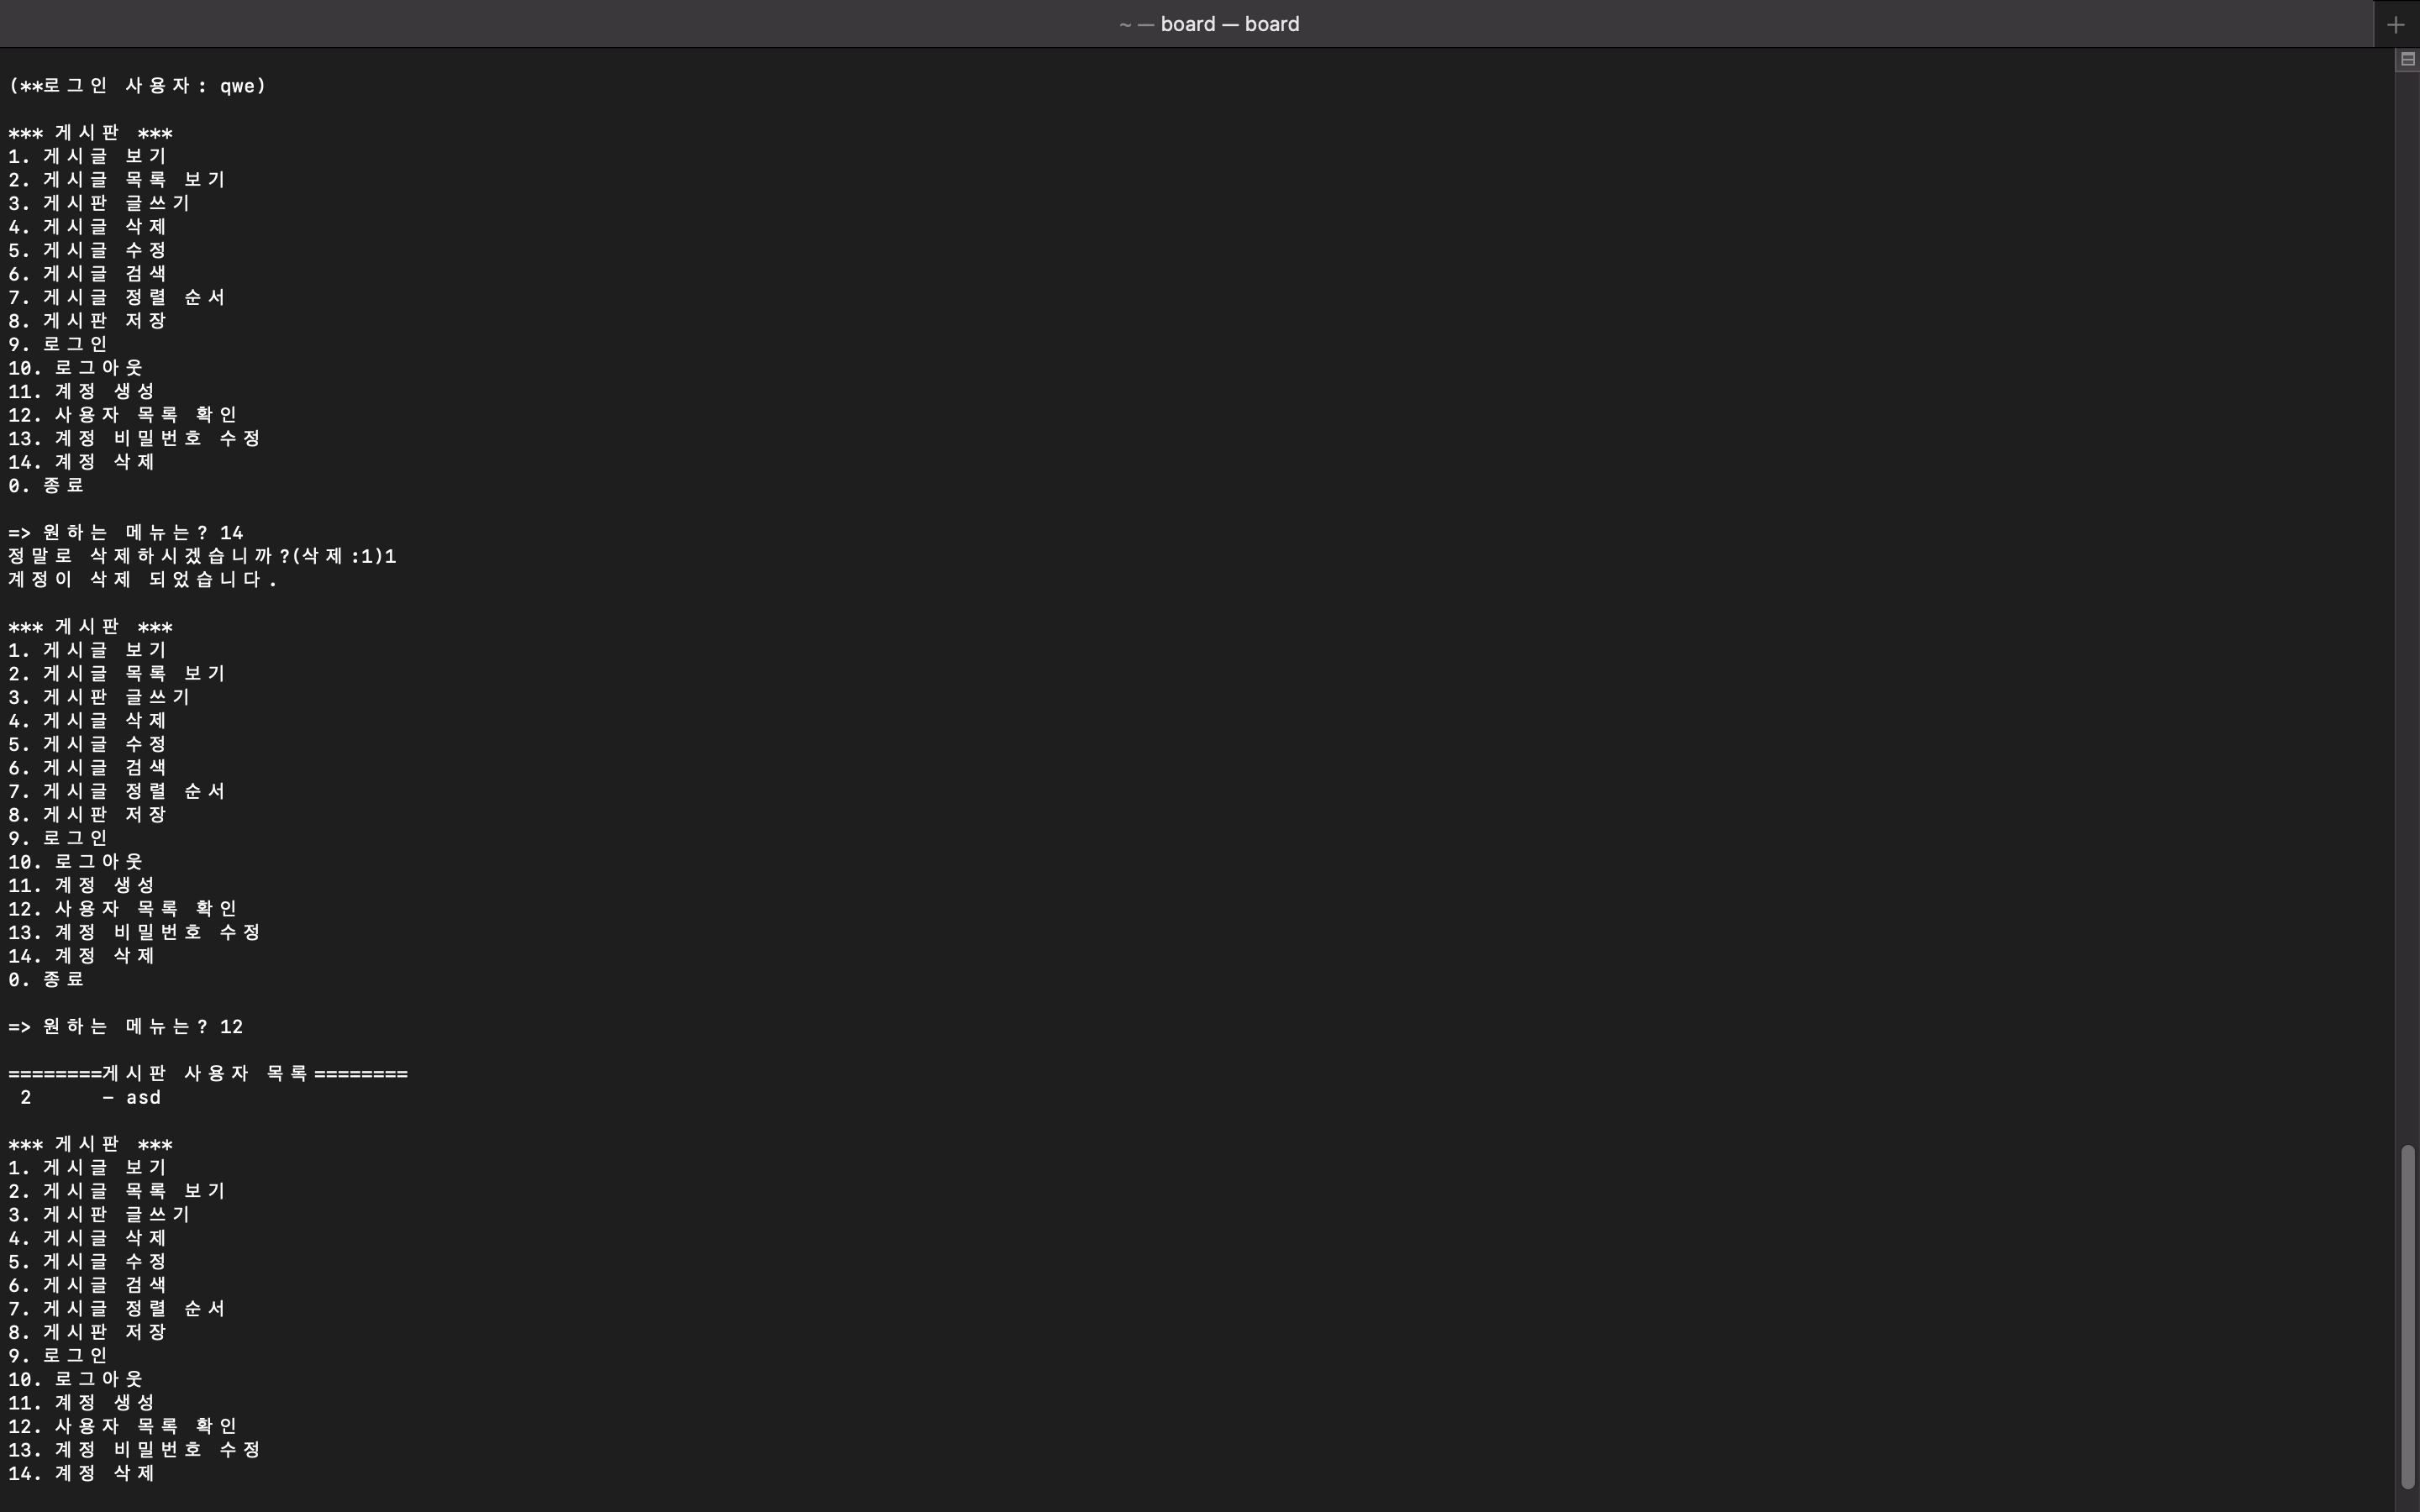 ~ — board — board
(**로그인 사용자: qwe)
*** 게시판 ***
1. 게시글 보기
2. 게시글 목록 보기
3. 게시판 글쓰기
4. 게시글 삭제
5. 게시글 수정
6. 게시글 검색
7. 게시글 정렬 순서
8. 게시판 저장
9. 로그인
10. 로그아웃
11. 계정 생성
12. 사용자 목록 확인
13. 계정 비밀번호 수정
14. 계정 삭제
0. 종료
=> 원하는 메뉴는? 14
정말로 삭제하시겠습니까?(삭제:1)1
계정이 삭제 되었습니다.
*** 게시판 ***
1. 게시글 보기
2. 게시글 목록 보기
3. 게시판 글쓰기
4. 게시글 삭제
5. 게시글 수정
6. 게시글 검색
7. 게시글 정렬 순서
8. 게시판 저장
9. 로그인
10. 로그아웃
11. 계정 생성
12. 사용자 목록 확인
13. 계정 비밀번호 수정
14. 계정 삭제
0. 종료
=> 원하는 메뉴는? 12
========게시판 사용자 목록========
2 - asd
*** 게시판 ***
1. 게시글 보기
2. 게시글 목록 보기
3. 게시판 글쓰기
4. 게시글 삭제
5. 게시글 수정
6. 게시글 검색
7. 게시글 정렬 순서
8. 게시판 저장
9. 로그인
10. 로그아웃
11. 계정 생성
12. 사용자 목록 확인
13. 계정 비밀번호 수정
14. 계정 삭제